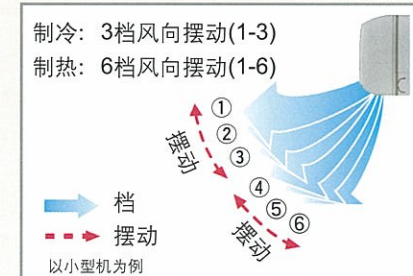 制冷：3档风向摆动(1-3)
制热：6档风向摆动(1-6)
①
②
③
摆动
④
⑤
⑥
摆动
档
摆动
以小型机为例